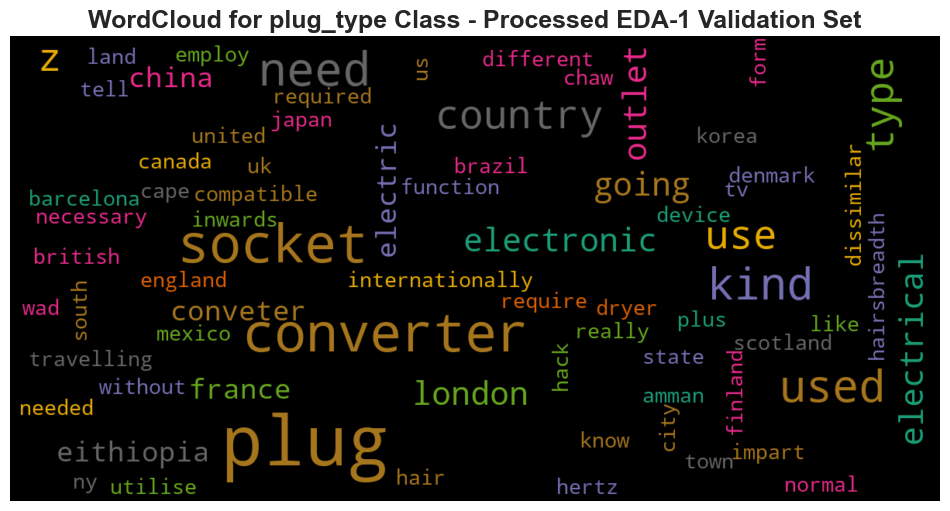 WordCloud for plug_type Class - Processed EDA-1 Validation Set
z
land
employ
need
us
different
form
tell
china
required
chaw
outlet
type
japan
country
united
korea
canada
uk
electric
brazil
denmark
dissimilar
barcelona
cape
compatible
function
going
tv
necessary
inwards
device
socket
electronic
use
hairsbreadth
british
england
internationally
kind
electrical
wad
south
conveter
require
dryer
plus
like
mexico
converter
really
scotland
travelling
hack
state
finland
without
france
london
amman
used
needed
plug
city
know
eithiopia
town
impart
ny
utilise
hair
hertz
normal